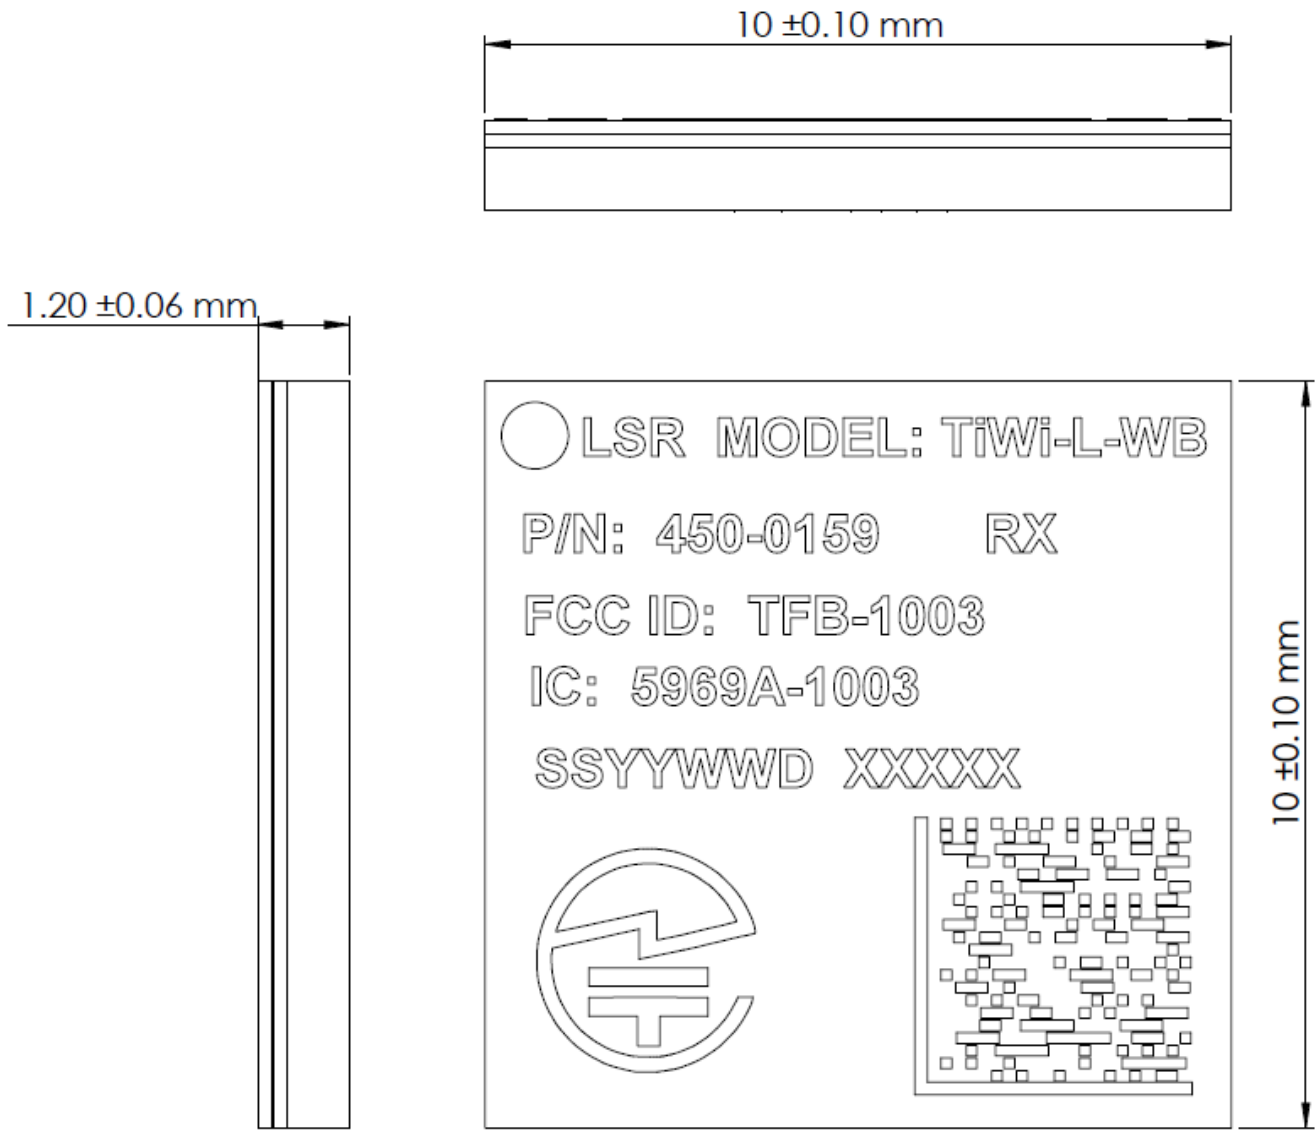 10 ±0.10 mm
1.20 ±0.06 mm
LSR MODEL: TiWi-L-WB
P/N: 450-0159 RX
FCC ID: TFB-1003
IC: 5969A-1003
SSYYWWD XXXXX
10 ±0.10 mm